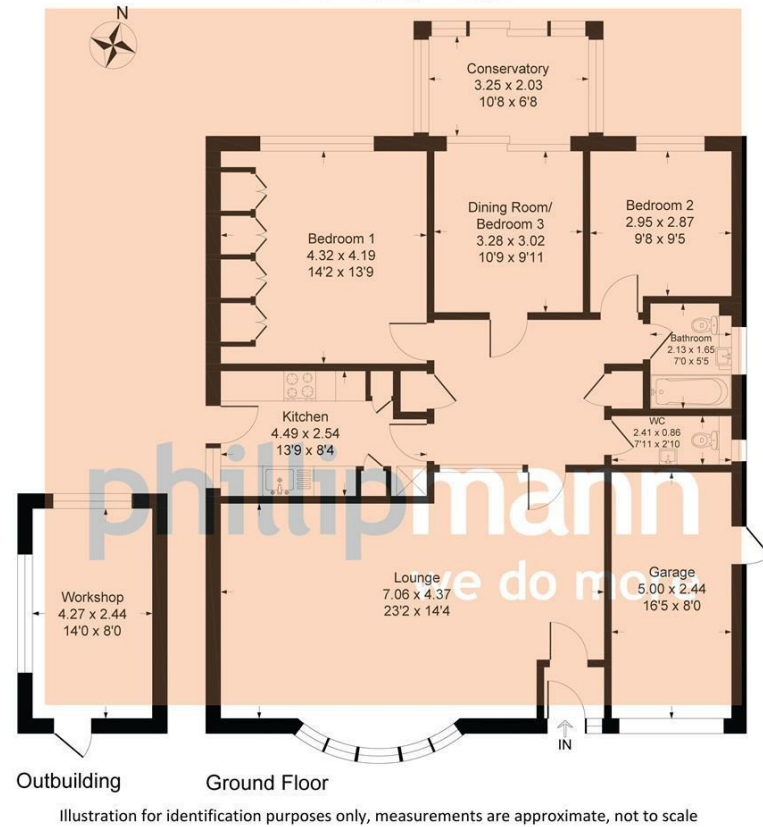 N
Conservatory
3.25 x 2.03
10'8 x 6'8
Bedroom 1
4.32 x 4.19
14'2 x 13'9
Dining Room/
Bedroom 3
3.28 x 3.02
10'9 x 9'11
Bedroom 2
2.95 x 2.87
9'8 x 9'5
Bathroom
2.13 x 1.65
7'0 x 5'5
Kitchen
4.49 x 2.54
13'9 x 8'4
WC
2.41 x 0.86
7'11 x 2'10
phillipmann
we do more
Workshop
4.27 x 2.44
14'0 x 8'0
Lounge
7.06 x 4.37
23'2 x 14'4
Garage
5.00 x 2.44
16'5 x 8'0
IN
Outbuilding
Ground Floor
Illustration for identification purposes only, measurements are approximate, not to scale